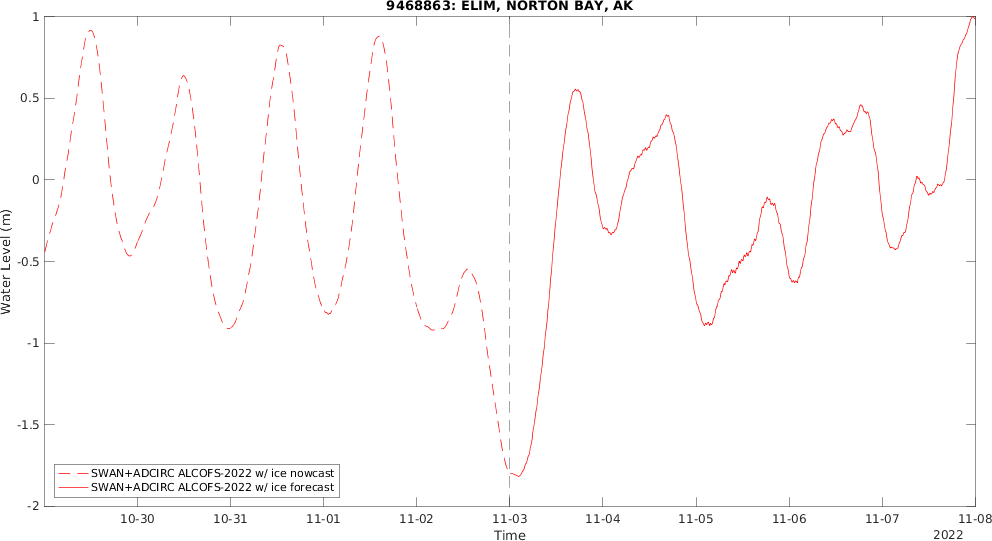 9468863: ELIM, NORTON BAY, AK
1
0.5
0
-0.5
-1
-1.5
-2
Water Level (m)
SWAN+ADCIRC ALCOFS-2022 w/ ice nowcast
SWAN+ADCIRC ALCOFS-2022 w/ ice forecast
10-30 10-31 11-01 11-02 11-03 11-04 11-05 11-06 11-07 11-08
Time
2022